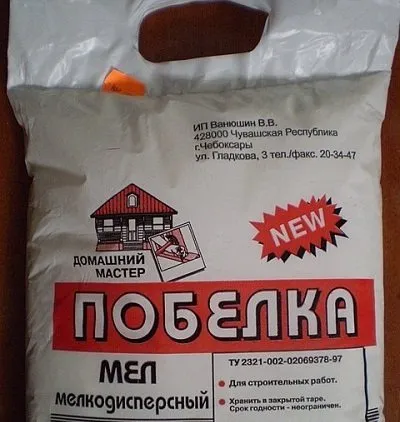 ИП Ванюшин В.В.
428000 Чувашская Республика
г.Чебоксары
ул. Гладкова, 3 тел./факс. 20-34-47
NEW
ДОМАШНИЙ
МАСТЕР
ПОБЕЛКА
МЕЛ
мелкодисперсный
ТУ 2321-002-02069378-97
• Для строительных работ.
• Хранить в закрытой таре.
Срок годности - неограничен.